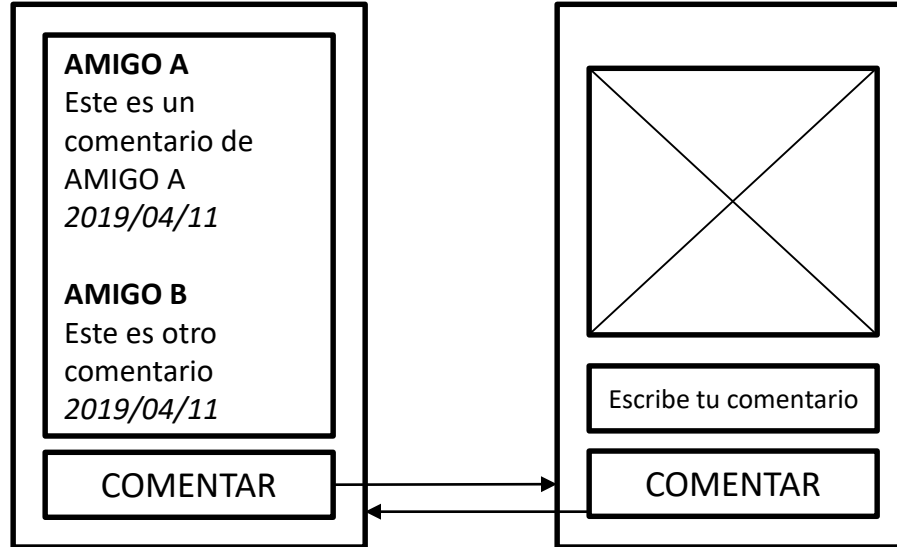 AMIGO A
Este es un
comentario de
AMIGO A
2019/04/11
AMIGO B
Este es otro
comentario
2019/04/11
COMENTAR
Escribe tu comentario
COMENTAR